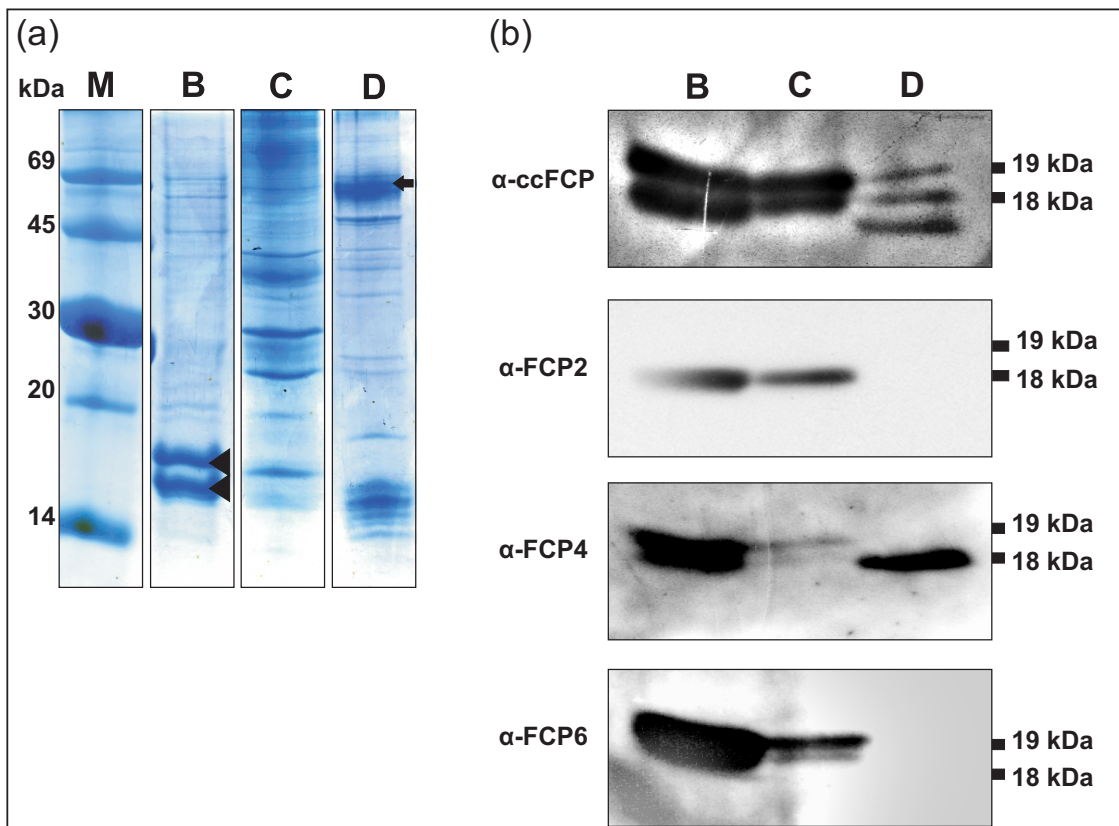 (a)
kDa M B C D
69
45
30
20
14
(b)
B C D
α-ccFCP
19 kDa
18 kDa
α-FCP2
19 kDa
18 kDa
α-FCP4
19 kDa
18 kDa
α-FCP6
19 kDa
18 kDa